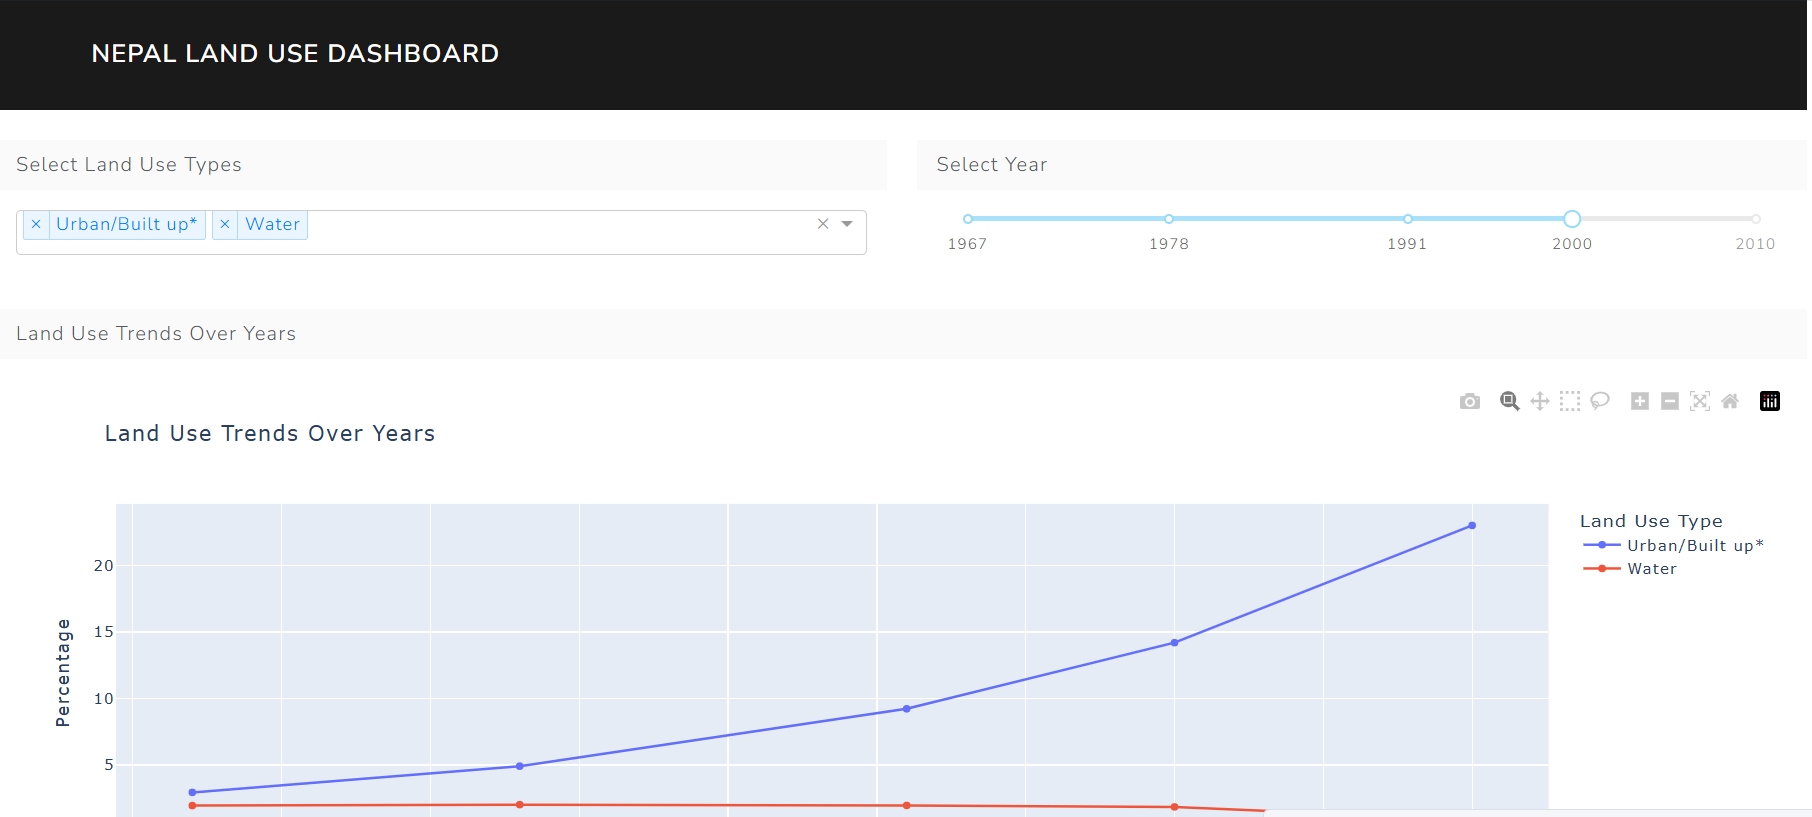 NEPAL LAND USE DASHBOARD
Select Land Use Types
Select Year
× Urban/Built up* × Water ×
1967 1978 1991 2000 2010
Land Use Trends Over Years
Land Use Trends Over Years
Land Use Type
Urban/Built up*
Water
Percentage
20
15
10
5